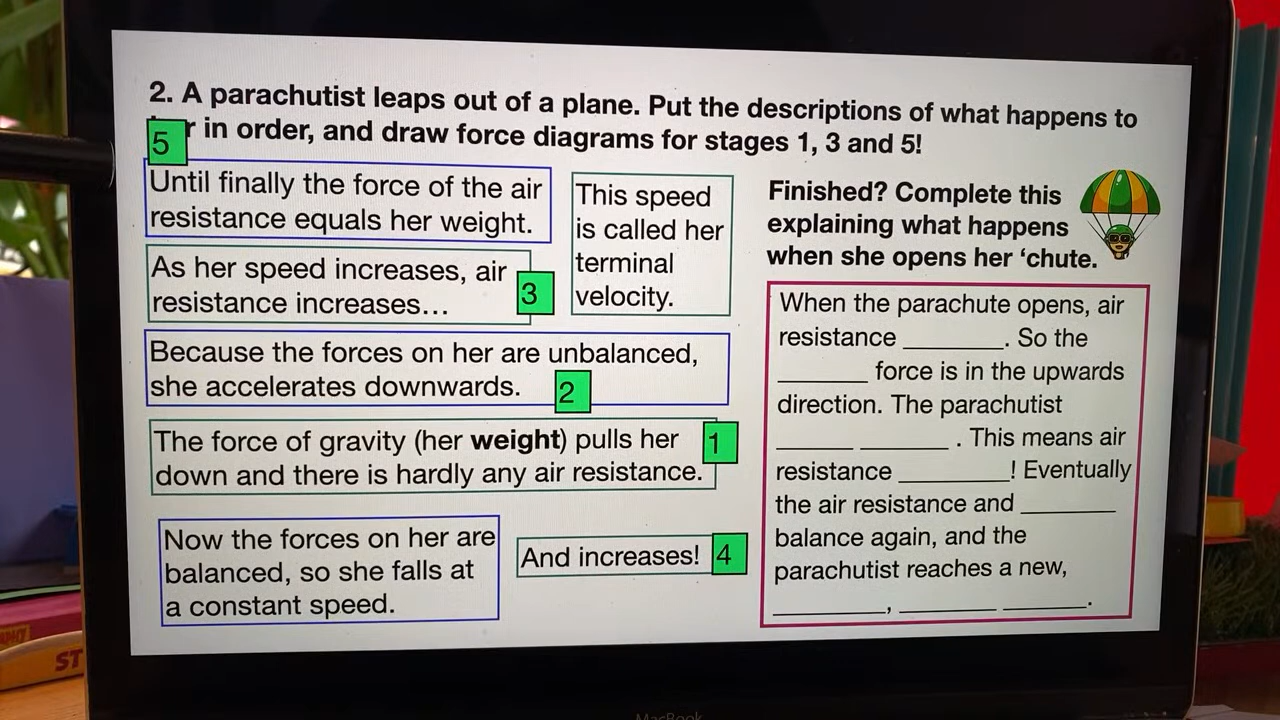 2. A parachutist leaps out of a plane. Put the descriptions of what happens to
in order, and draw force diagrams for stages 1, 3 and 5!
5
Until finally the force of the air
resistance equals her weight.
This speed
is called her
terminal
velocity.
As her speed increases, air
resistance increases...
3
Because the forces on her are unbalanced,
she accelerates downwards.
2
The force of gravity (her weight) pulls her
down and there is hardly any air resistance.
1
Now the forces on her are
balanced, so she falls at
a constant speed.
And increases!
4
Finished? Complete this
explaining what happens
when she opens her ‘chute.
When the parachute opens, air
resistance ________. So the
_______ force is in the upwards
direction. The parachutist
______ _______ . This means air
resistance _________! Eventually
the air resistance and ________
balance again, and the
parachutist reaches a new,
_________, ________ _______.
ST
MacBook